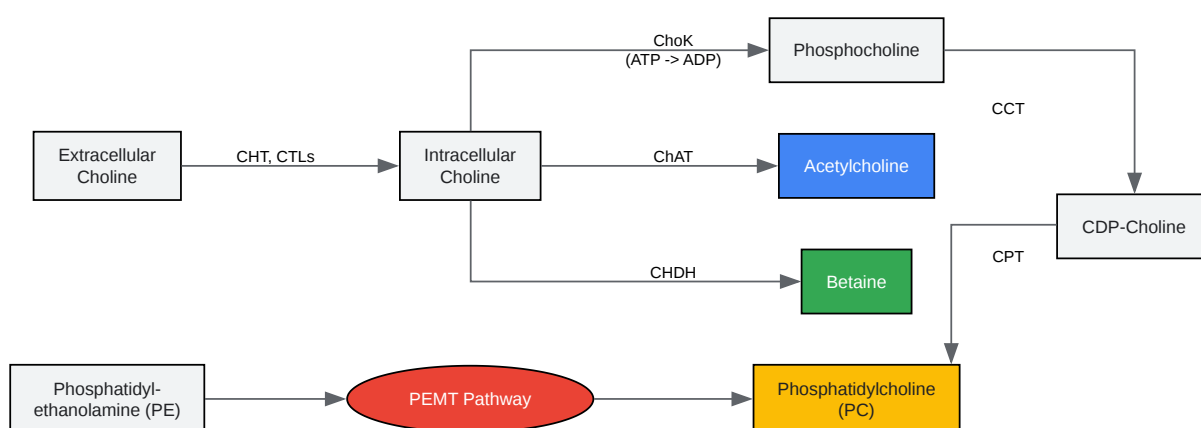 ChoK
(ATP -> ADP)
Phosphocholine
CCT
Extracellular
Choline
CHT, CTLs
Intracellular
Choline
ChAT
Acetylcholine
CDP-Choline
CPT
CHDH
Betaine
Phosphatidyl-
ethanolamine (PE)
PEMT Pathway
Phosphatidylcholine
(PC)